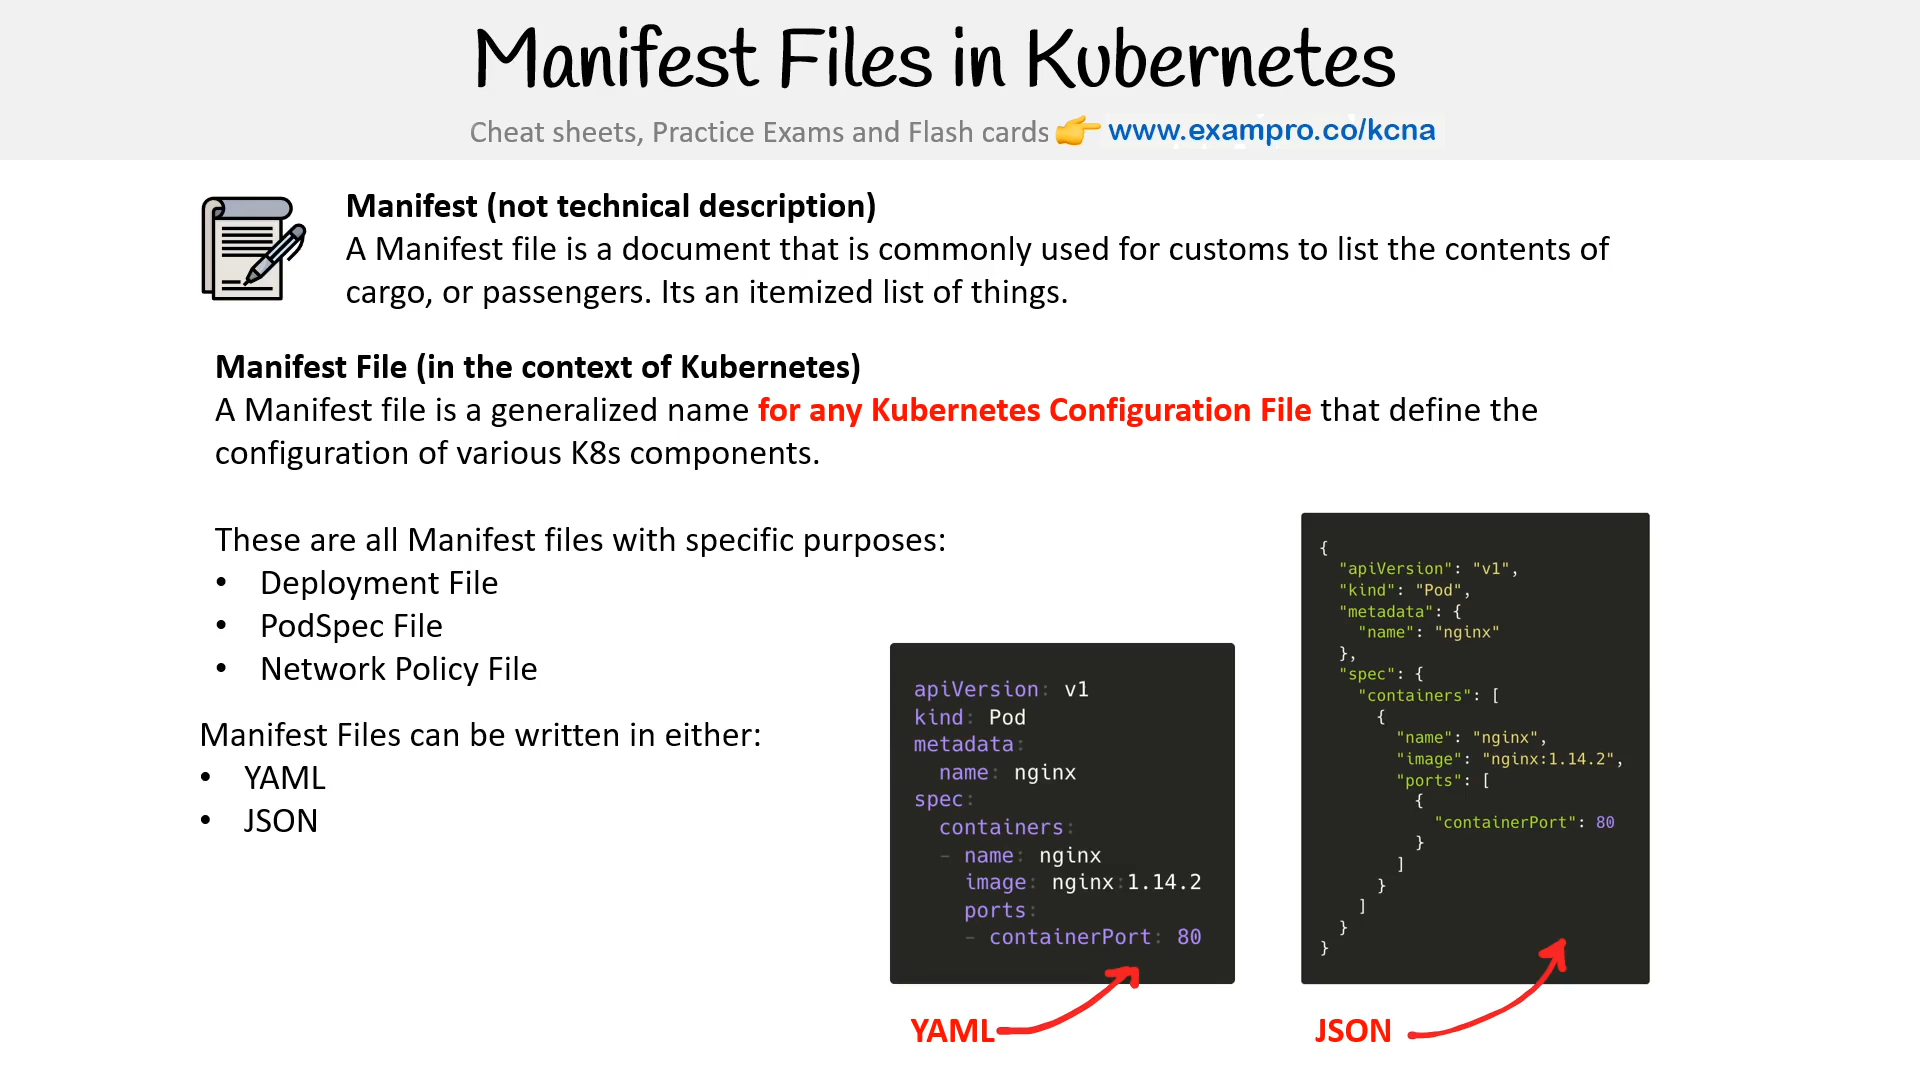 Manifest Files in Kubernetes
Cheat sheets, Practice Exams and Flash cards 👉 www.exampro.co/kcna
Manifest (not technical description)
A Manifest file is a document that is commonly used for customs to list the contents of
cargo, or passengers. Its an itemized list of things.
Manifest File (in the context of Kubernetes)
A Manifest file is a generalized name for any Kubernetes Configuration File that define the
configuration of various K8s components.
These are all Manifest files with specific purposes:
• Deployment File
• PodSpec File
• Network Policy File
Manifest Files can be written in either:
• YAML
• JSON
apiVersion: v1
kind: Pod
metadata:
  name: nginx
spec:
  containers:
  - name: nginx
    image: nginx:1.14.2
    ports:
    - containerPort: 80
YAML
{
  "apiVersion": "v1",
  "kind": "Pod",
  "metadata": {
    "name": "nginx"
  },
  "spec": {
    "containers": [
      {
        "name": "nginx",
        "image": "nginx:1.14.2",
        "ports": [
          {
            "containerPort": 80
          }
        ]
      }
    ]
  }
}
JSON